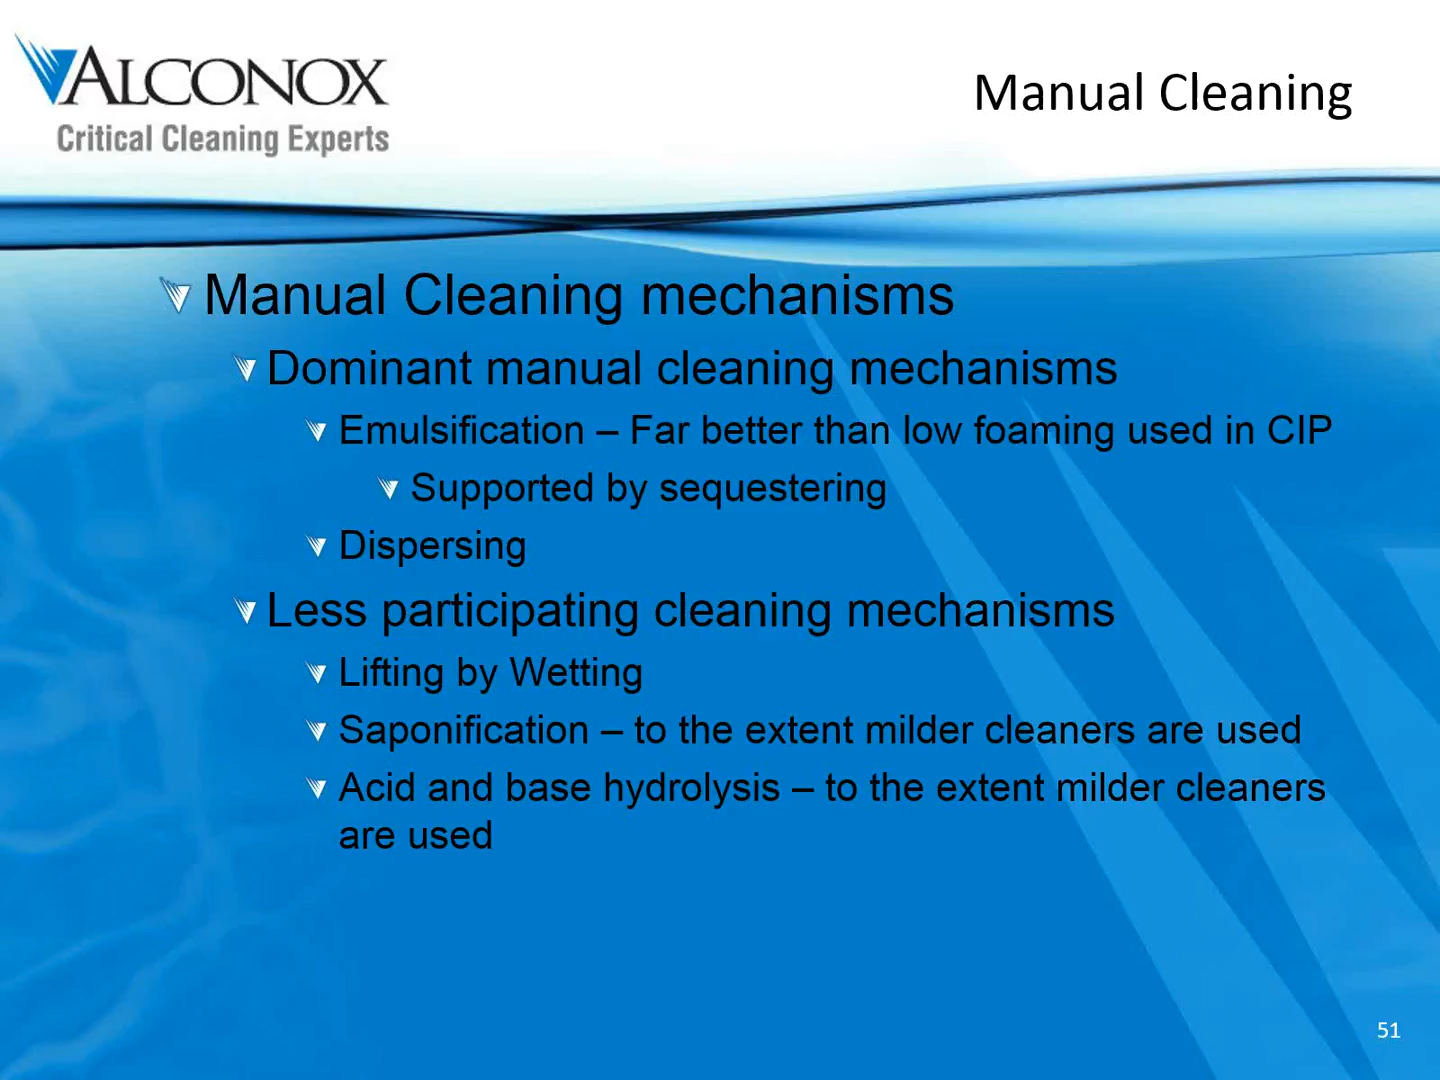 ALCONOX
Critical Cleaning Experts
Manual Cleaning
Manual Cleaning mechanisms
Dominant manual cleaning mechanisms
Emulsification – Far better than low foaming used in CIP
Supported by sequestering
Dispersing
Less participating cleaning mechanisms
Lifting by Wetting
Saponification – to the extent milder cleaners are used
Acid and base hydrolysis – to the extent milder cleaners
are used
51